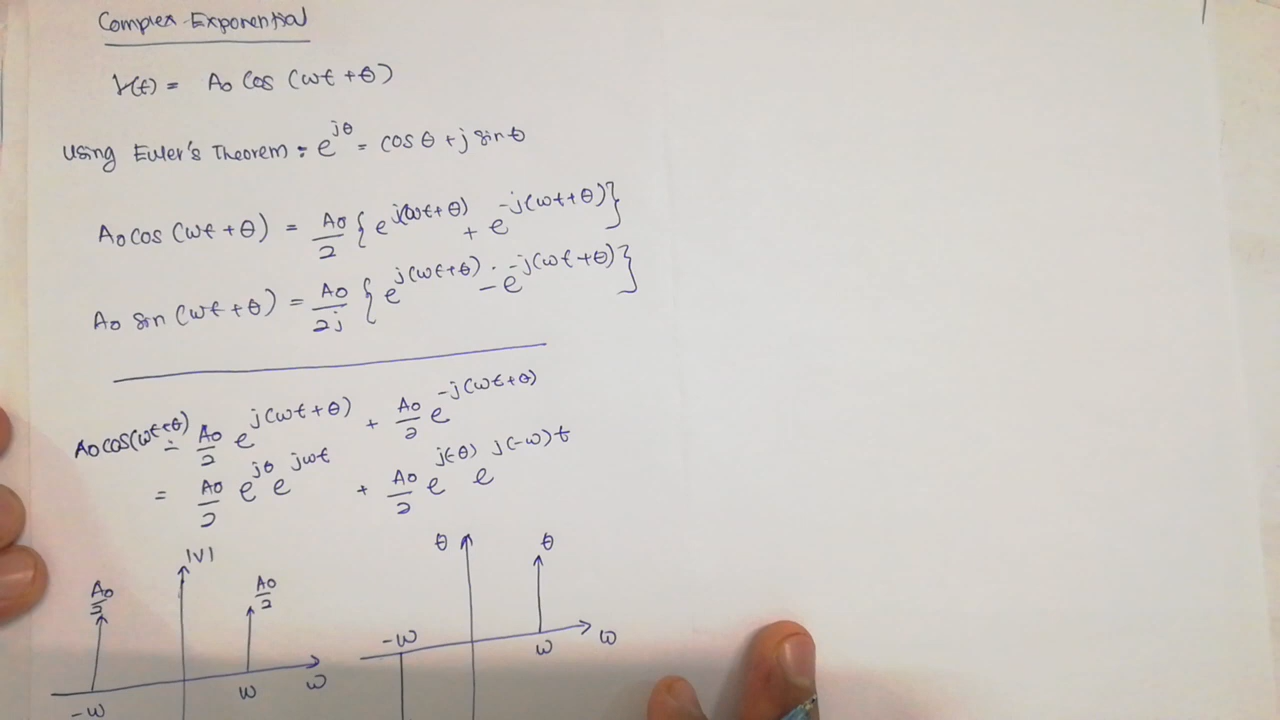 Complex Exponential
V(t) = A0 cos (ωt + θ)
Using Euler's Theorem : e^jθ = cos θ + j sin θ
A0 cos (ωt + θ) = A0/2 { e^j(ωt + θ) + e^-j(ωt + θ) }
A0 sin (ωt + θ) = A0/2j { e^j(ωt + θ) - e^-j(ωt + θ) }
A0 cos(ωt+θ) = A0/2 e^j(ωt + θ) + A0/2 e^-j(ωt + θ)
= A0/2 e^jθ e^jωt + A0/2 e^j(-θ) e^j(-ω)t
|V|
A0/2
A0/2
-ω
ω
ω
θ
θ
-ω
ω
ω